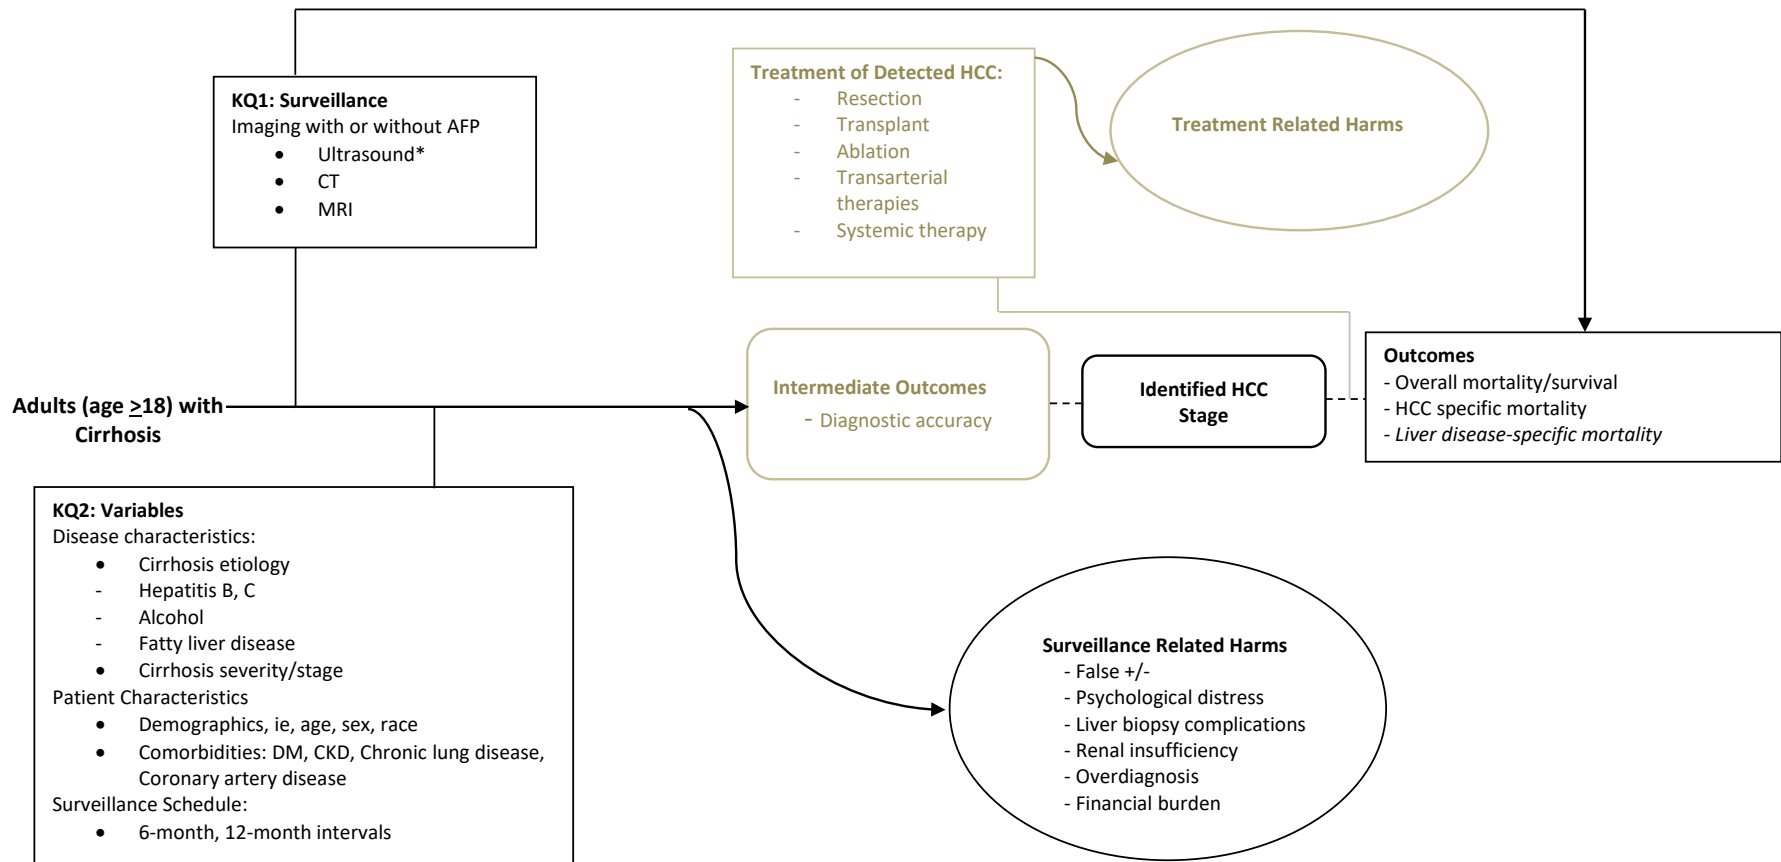 KQ1: Surveillance
Imaging with or without AFP
• Ultrasound*
• CT
• MRI
Treatment of Detected HCC:
- Resection
- Transplant
- Ablation
- Transarterial
therapies
- Systemic therapy
Treatment Related Harms
Adults (age ≥18) with
Cirrhosis
Intermediate Outcomes
- Diagnostic accuracy
Identified HCC
Stage
Outcomes
- Overall mortality/survival
- HCC specific mortality
- Liver disease-specific mortality
KQ2: Variables
Disease characteristics:
• Cirrhosis etiology
- Hepatitis B, C
- Alcohol
- Fatty liver disease
• Cirrhosis severity/stage
Patient Characteristics
• Demographics, ie, age, sex, race
• Comorbidities: DM, CKD, Chronic lung disease,
Coronary artery disease
Surveillance Schedule:
• 6-month, 12-month intervals
Surveillance Related Harms
- False +/-
- Psychological distress
- Liver biopsy complications
- Renal insufficiency
- Overdiagnosis
- Financial burden